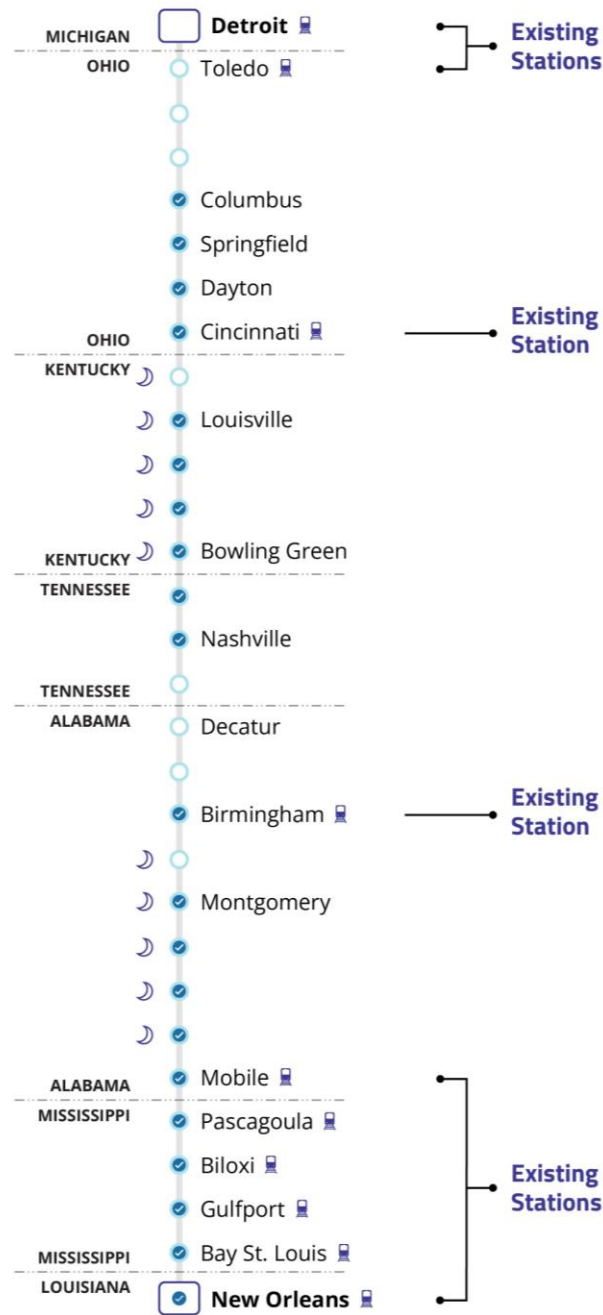 Detroit
Existing
Stations
MICHIGAN
OHIO
Toledo
Columbus
Springfield
Dayton
Cincinnati
Existing
Station
OHIO
KENTUCKY
Louisville
Bowling Green
KENTUCKY
TENNESSEE
Nashville
TENNESSEE
ALABAMA
Decatur
Birmingham
Existing
Station
Montgomery
Mobile
ALABAMA
MISSISSIPPI
Pascagoula
Biloxi
Existing
Stations
Gulfport
Bay St. Louis
MISSISSIPPI
LOUISIANA
New Orleans